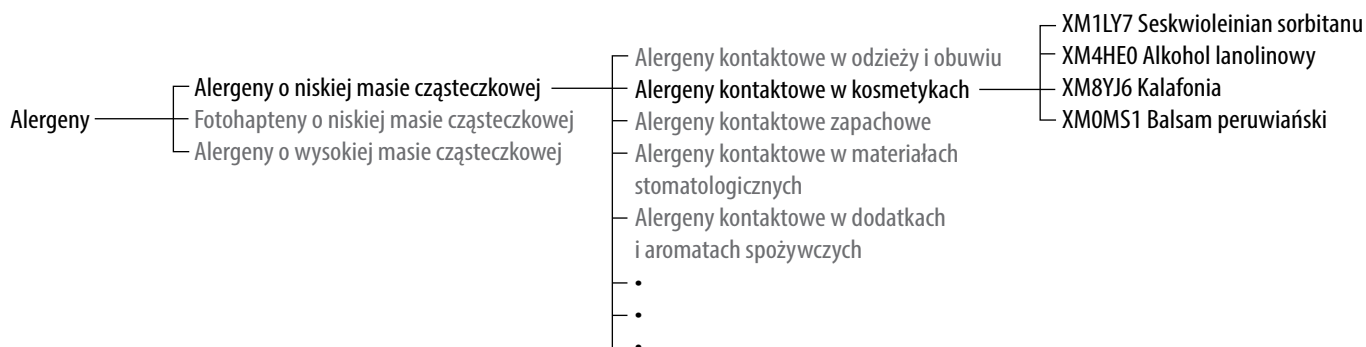 Alergeny
Alergeny o niskiej masie cząsteczkowej
Fotohapteny o niskiej masie cząsteczkowej
Alergeny o wysokiej masie cząsteczkowej
Alergeny kontaktowe w odzieży i obuwiu
Alergeny kontaktowe w kosmetykach
Alergeny kontaktowe zapachowe
Alergeny kontaktowe w materiałach
stomatologicznych
Alergeny kontaktowe w dodatkach
i aromatach spożywczych
•
•
•
XM1LY7 Seskwioleinian sorbitanu
XM4HE0 Alkohol lanolinowy
XM8YJ6 Kalafonia
XM0MS1 Balsam peruwiański